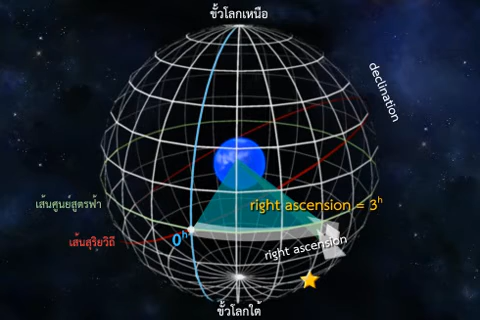 ขั้วโลกเหนือ
declination
เส้นศูนย์สูตรฟ้า
right ascension = 3ʰ
เส้นสุริยวิถี
0ʰ
right ascension
ขั้วโลกใต้